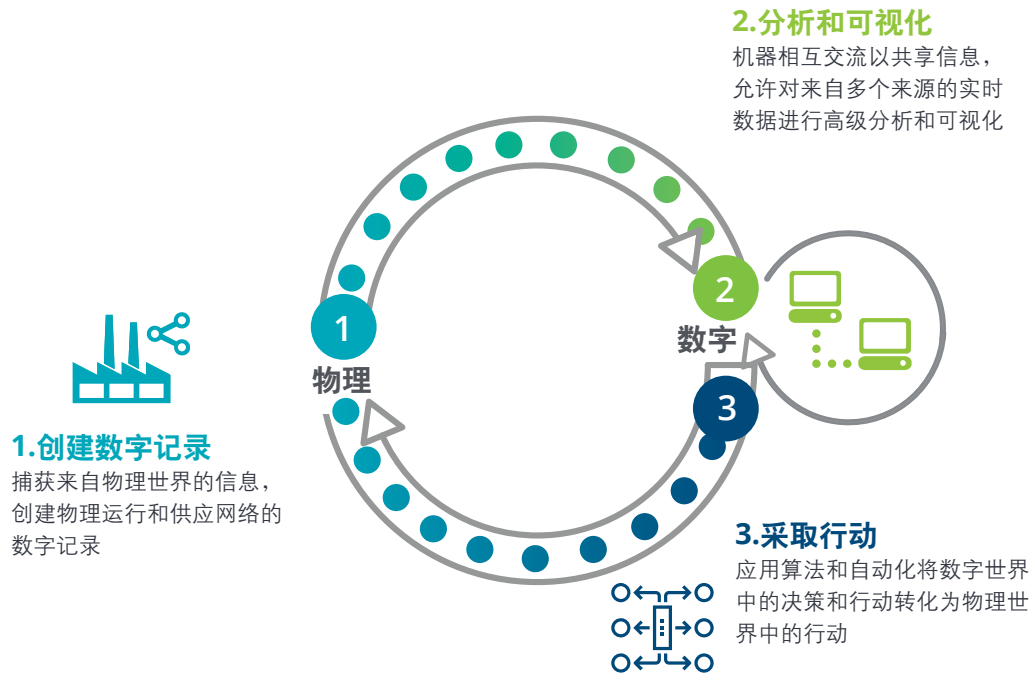 2.分析和可视化
机器相互交流以共享信息，
允许对来自多个来源的实时
数据进行高级分析和可视化
1
物理
2
数字
3
1.创建数字记录
捕获来自物理世界的信息，
创建物理运行和供应网络的
数字记录
3.采取行动
应用算法和自动化将数字世界
中的决策和行动转化为物理世
界中的行动